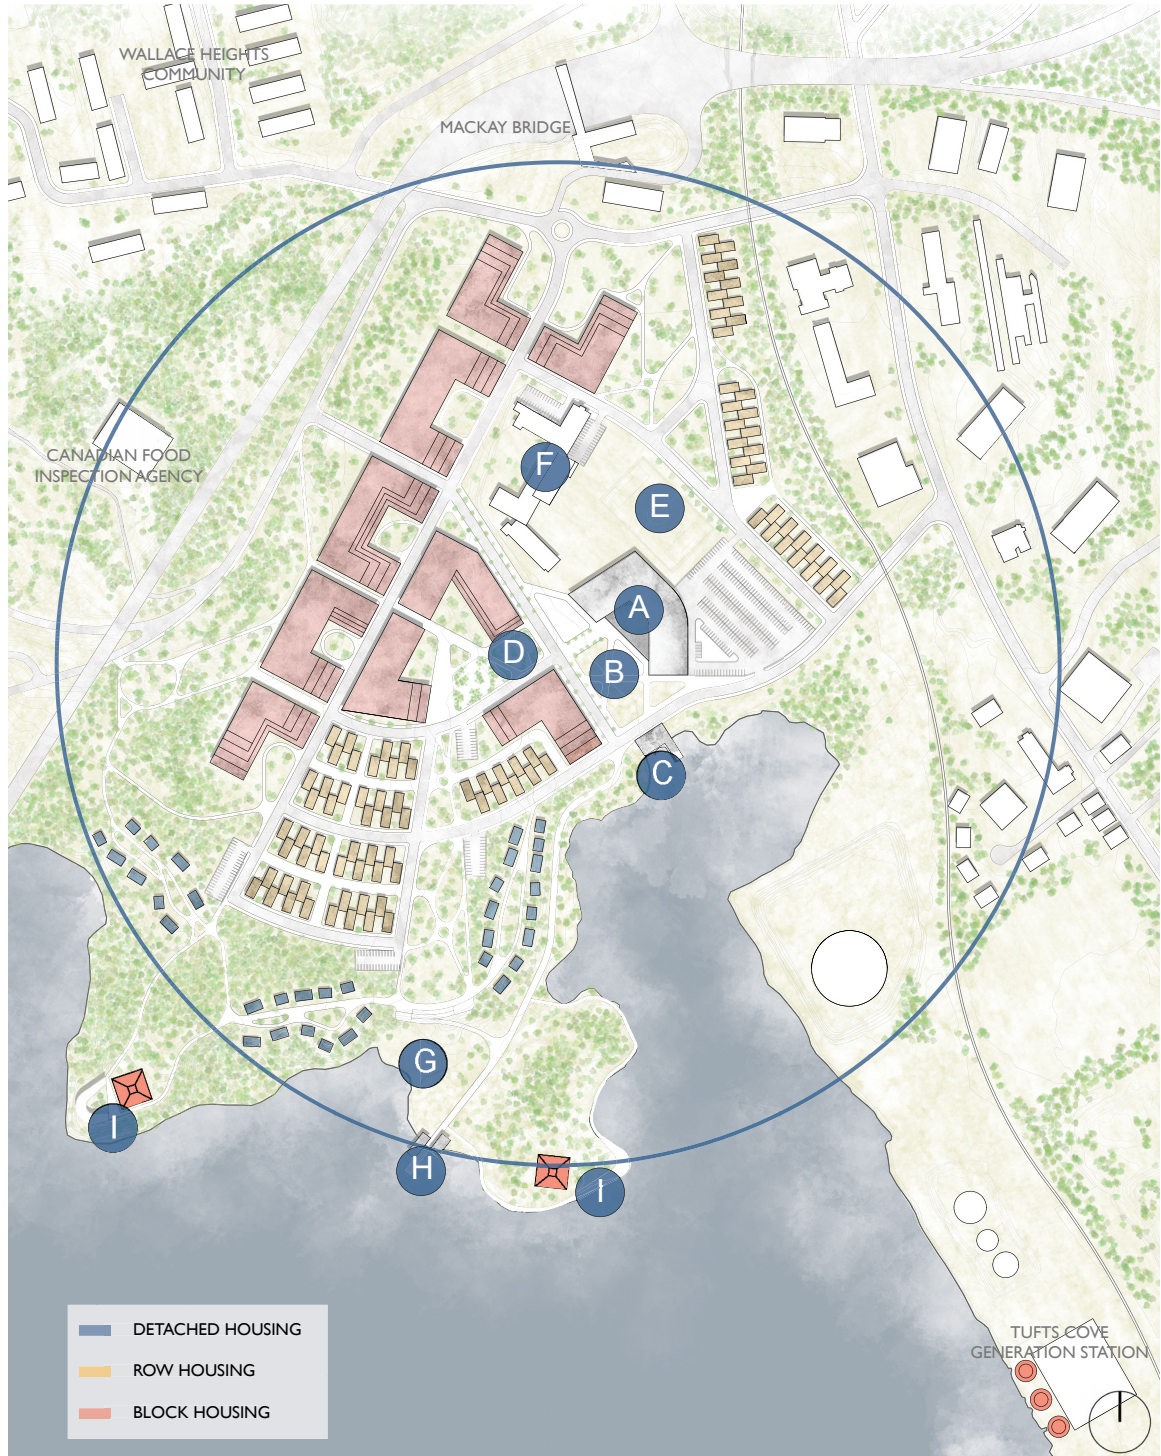 WALLACE HEIGHTS
COMMUNITY
MACKAY BRIDGE
CANADIAN FOOD
INSPECTION AGENCY
F
E
A
D
B
C
G
I
H
I
DETACHED HOUSING
ROW HOUSING
BLOCK HOUSING
TUFTS COVE
GENERATION STATION